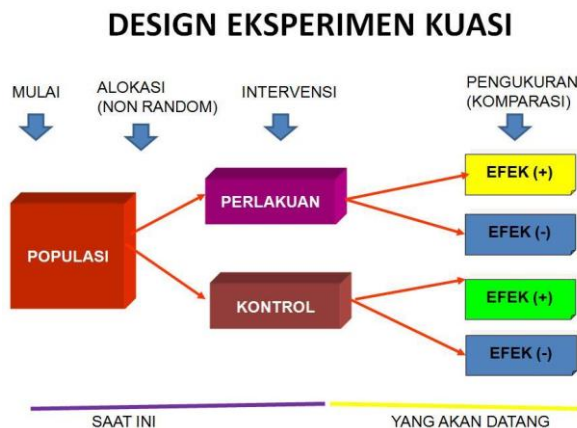 DESIGN EKSPERIMEN KUASI
MULAI
ALOKASI
(NON RANDOM)
INTERVENSI
PENGUKURAN
(KOMPARASI)
POPULASI
PERLAKUAN
KONTROL
EFEK (+)
EFEK (-)
EFEK (+)
EFEK (-)
SAAT INI
YANG AKAN DATANG